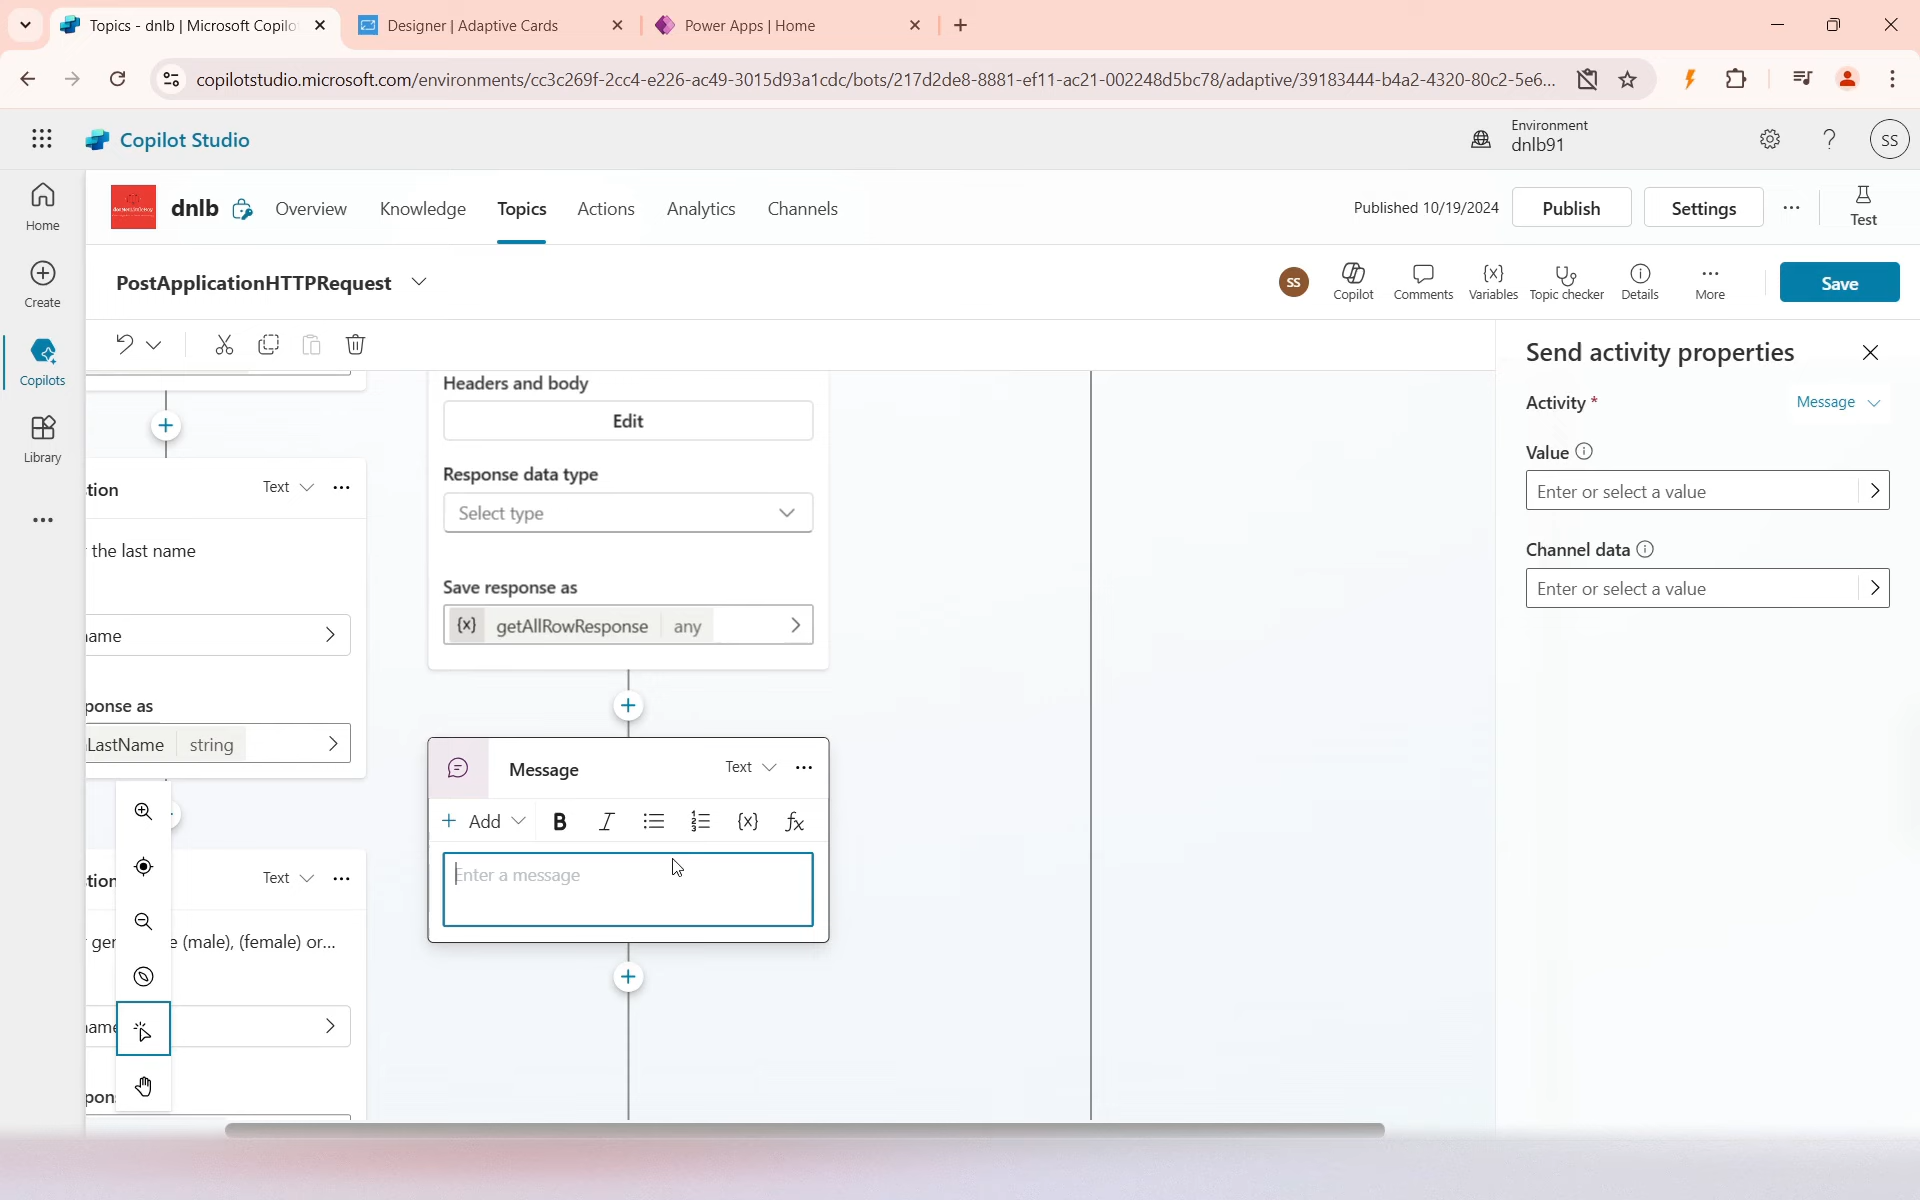 Topics - dnlb | Microsoft Copilo
Designer | Adaptive Cards
Power Apps | Home
copilotstudio.microsoft.com/environments/cc3c269f-2cc4-e226-ac49-3015d93a1cdc/bots/217d2de8-8881-ef11-ac21-002248d5bc78/adaptive/39183444-b4a2-4320-80c2-5e6...
Copilot Studio
Environment
dnlb91
SS
Home
Create
Copilots
Library
dnlb
Overview
Knowledge
Topics
Actions
Analytics
Channels
Published 10/19/2024
Publish
Settings
Test
PostApplicationHTTPRequest
SS
Copilot
Comments
Variables
Topic checker
Details
More
Save
tion
Text
the last name
name
ponse as
LastName string
tion
Text
ger e (male), (female) or...
name
pon
Headers and body
Edit
Response data type
Select type
Save response as
{x} getAllRowResponse any
Message
Text
Add
B
I
{x}
fx
Enter a message
Send activity properties
Activity *
Message
Value
Enter or select a value
Channel data
Enter or select a value